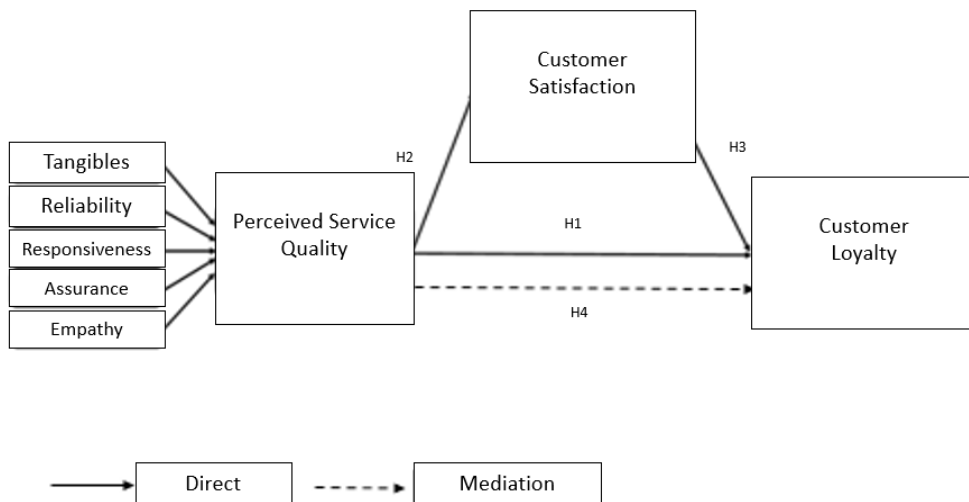 Customer
Satisfaction
Tangibles
Reliability
Responsiveness
Assurance
Empathy
H2
Perceived Service
Quality
H3
H1
H4
Customer
Loyalty
Direct
Mediation